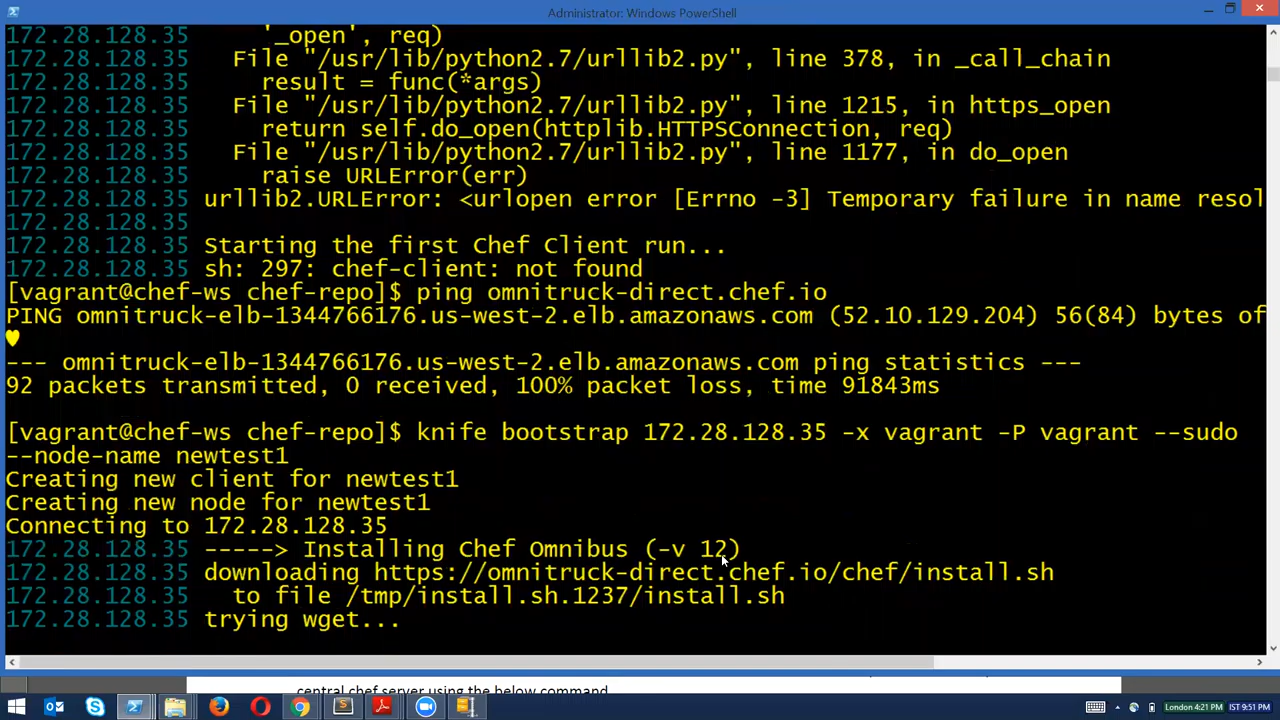 Administrator: Windows PowerShell
172.28.128.35 '_open', req)
172.28.128.35 File "/usr/lib/python2.7/urllib2.py", line 378, in _call_chain
172.28.128.35 result = func(*args)
172.28.128.35 File "/usr/lib/python2.7/urllib2.py", line 1215, in https_open
172.28.128.35 return self.do_open(httplib.HTTPSConnection, req)
172.28.128.35 File "/usr/lib/python2.7/urllib2.py", line 1177, in do_open
172.28.128.35 raise URLError(err)
172.28.128.35 urllib2.URLError: <urlopen error [Errno -3] Temporary failure in name resol
172.28.128.35
172.28.128.35 Starting the first Chef Client run...
172.28.128.35 sh: 297: chef-client: not found
[vagrant@chef-ws chef-repo]$ ping omnitruck-direct.chef.io
PING omnitruck-elb-1344766176.us-west-2.elb.amazonaws.com (52.10.129.204) 56(84) bytes of
♥
--- omnitruck-elb-1344766176.us-west-2.elb.amazonaws.com ping statistics ---
92 packets transmitted, 0 received, 100% packet loss, time 91843ms
[vagrant@chef-ws chef-repo]$ knife bootstrap 172.28.128.35 -x vagrant -P vagrant --sudo
--node-name newtest1
Creating new client for newtest1
Creating new node for newtest1
Connecting to 172.28.128.35
172.28.128.35 -----> Installing Chef Omnibus (-v 12)
172.28.128.35 downloading https://omnitruck-direct.chef.io/chef/install.sh
172.28.128.35 to file /tmp/install.sh.1237/install.sh
172.28.128.35 trying wget...
central chef server using the below command
London 4:21 PM IST 9:51 PM